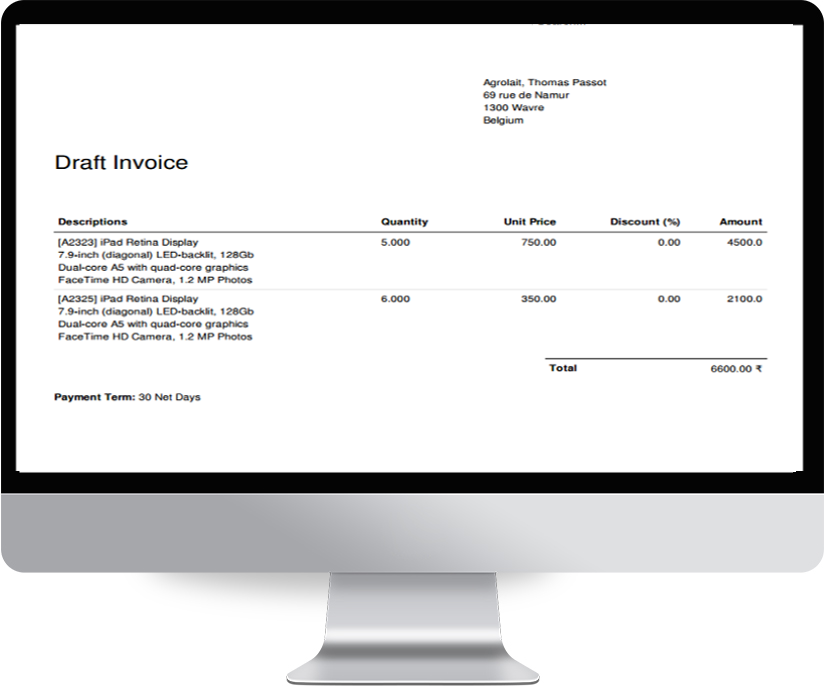 Agrolait, Thomas Passot
69 rue de Namur
1300 Wavre
Belgium
Draft Invoice
Descriptions Quantity Unit Price Discount (%) Amount
[A2323] iPad Retina Display 5.000 750.00 0.00 4500.0
7.9-inch (diagonal) LED-backlit, 128Gb
Dual-core A5 with quad-core graphics
FaceTime HD Camera, 1.2 MP Photos
[A2325] iPad Retina Display 6.000 350.00 0.00 2100.0
7.9-inch (diagonal) LED-backlit, 128Gb
Dual-core A5 with quad-core graphics
FaceTime HD Camera, 1.2 MP Photos
Total 6600.00 ₹
Payment Term: 30 Net Days